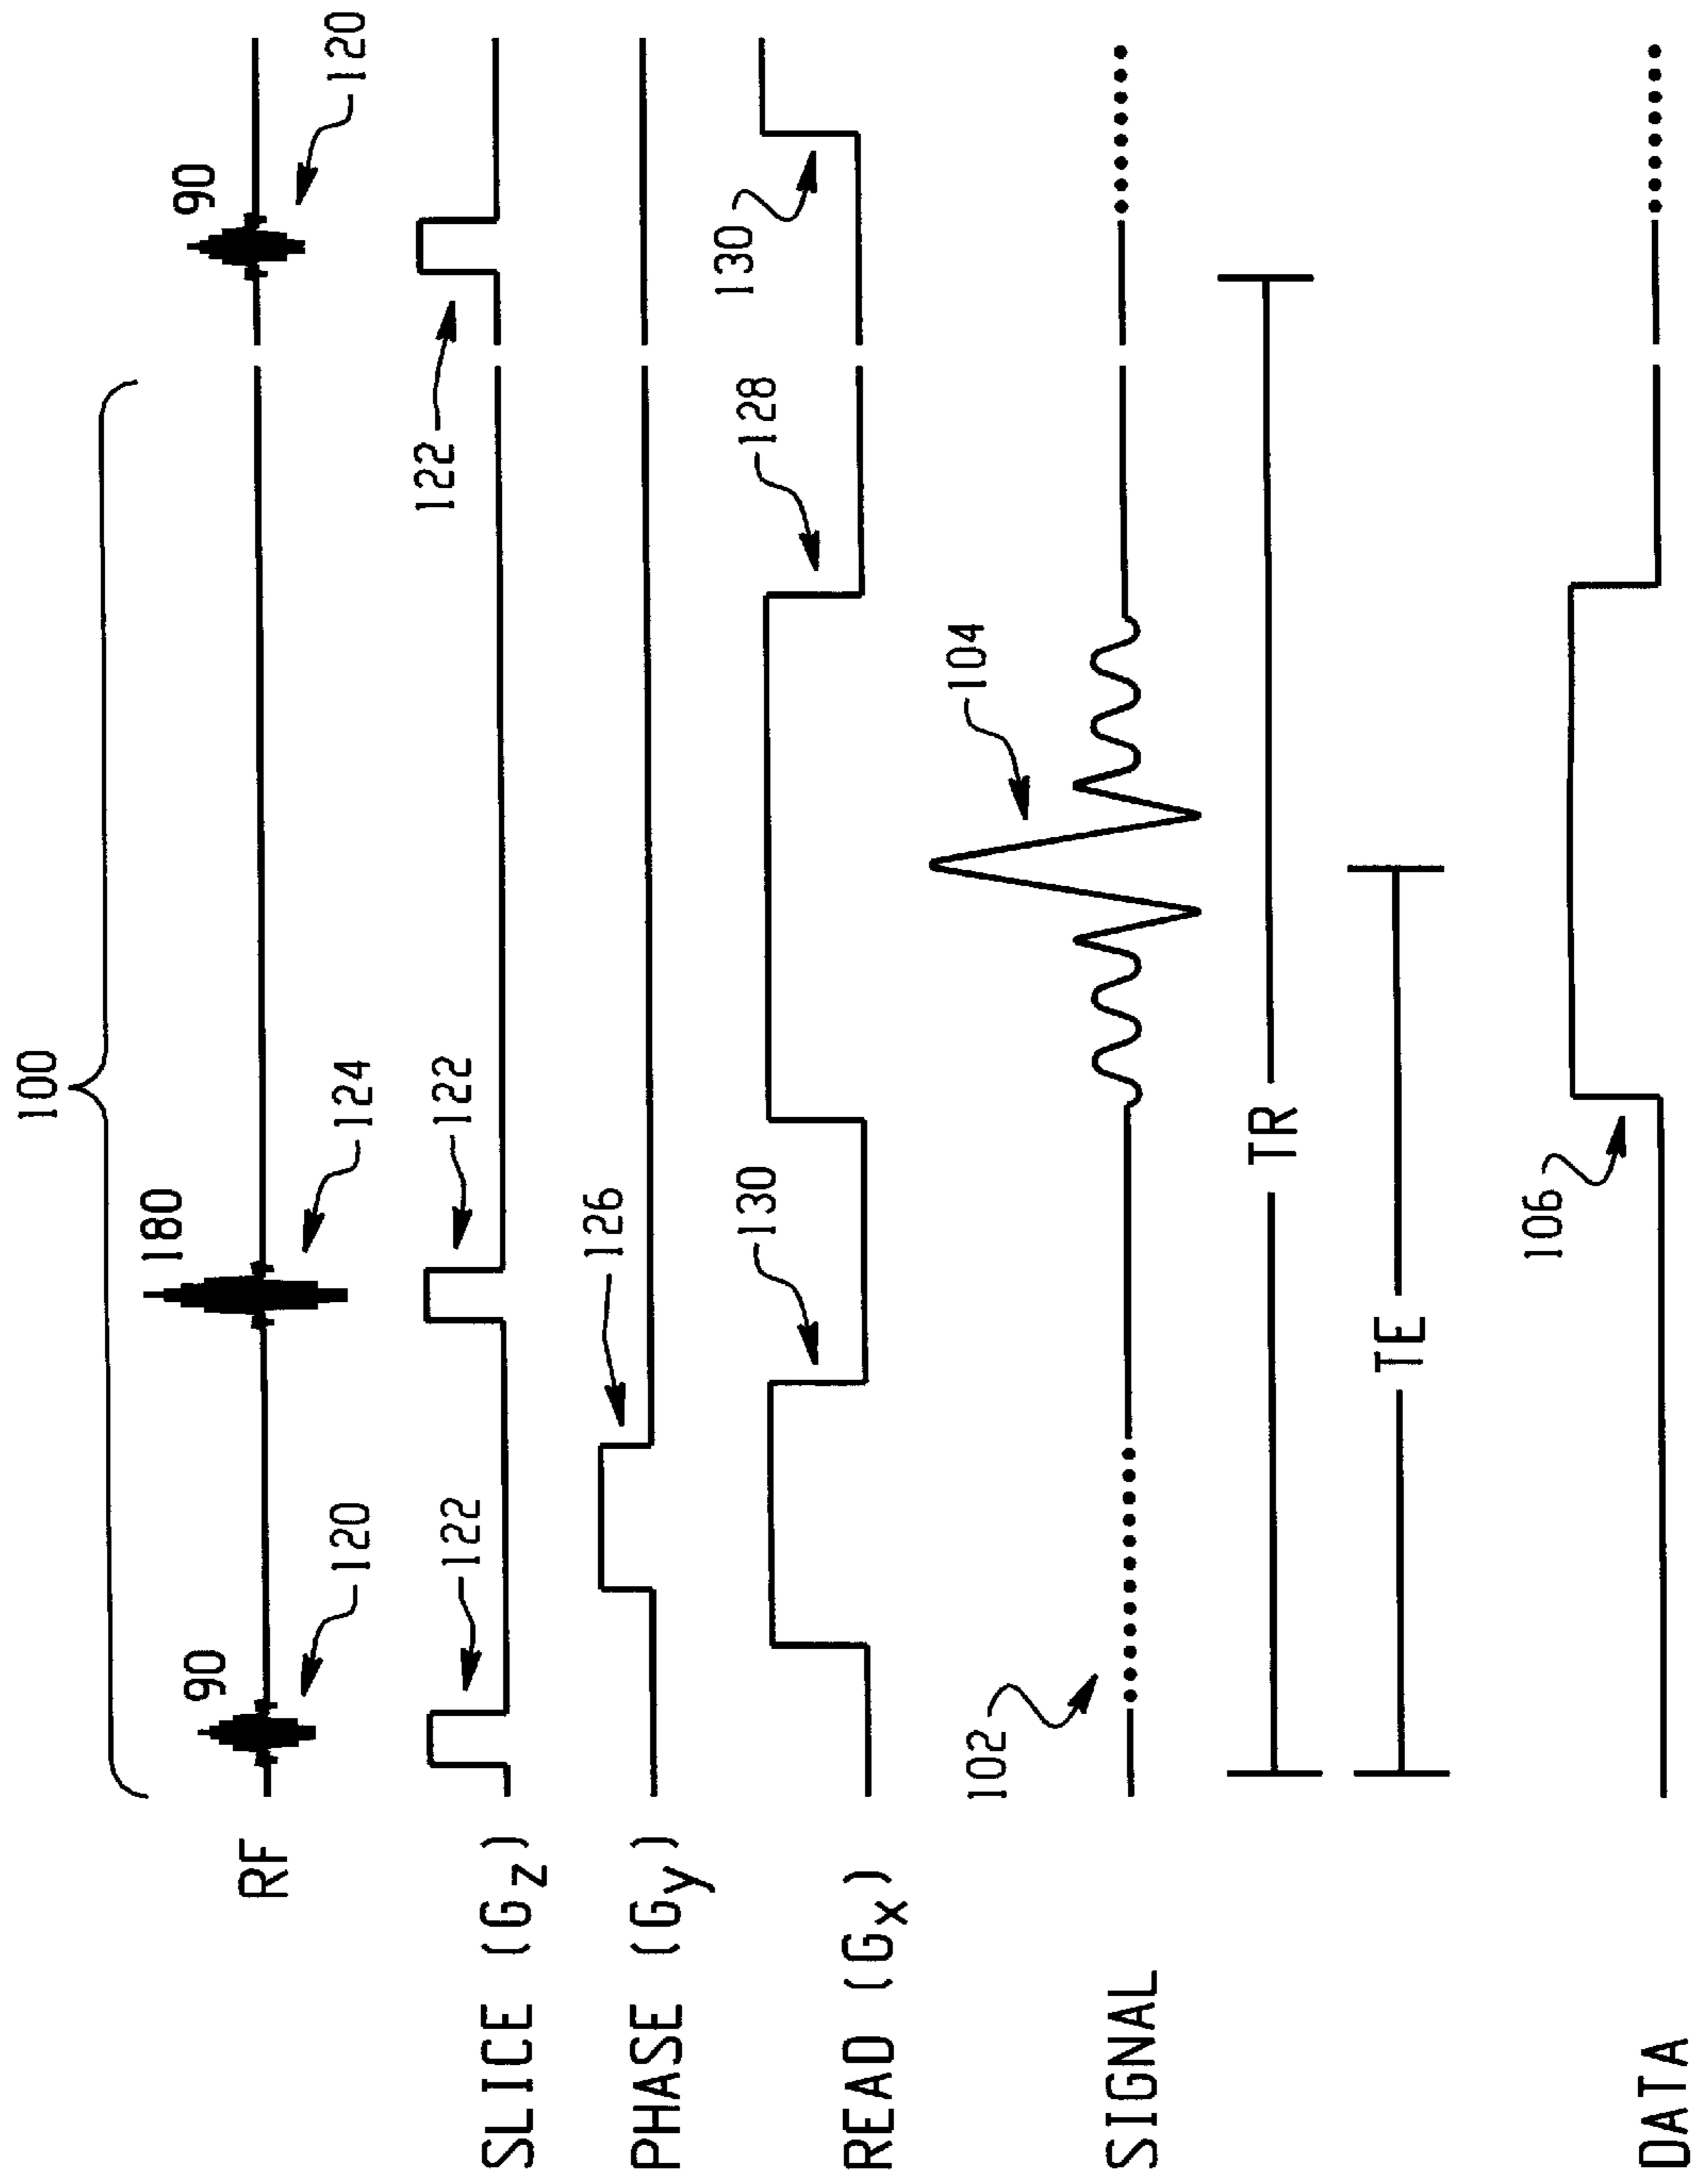 100
RF
90
180
90
120
124
120
SLICE (Gz)
122
122
122
PHASE (Gy)
126
READ (Gx)
130
128
130
SIGNAL
102
104
TR
TE
DATA
106